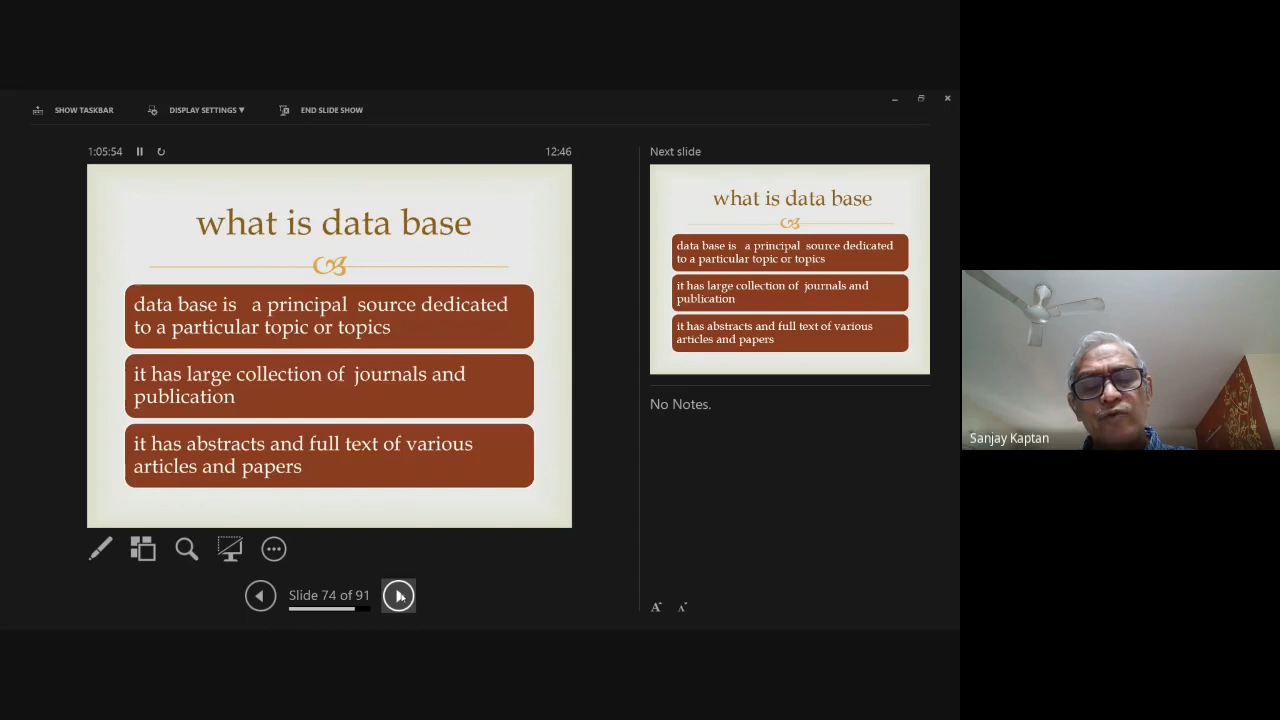 SHOW TASKBAR
DISPLAY SETTINGS ▼
END SLIDE SHOW
1:05:54
12:46
what is data base
data base is   a principal  source dedicated
to a particular topic or topics
it has large collection of  journals and
publication
it has abstracts and full text of various
articles and papers
Slide 74 of 91
Next slide
what is data base
data base is   a principal  source dedicated
to a particular topic or topics
it has large collection of  journals and
publication
it has abstracts and full text of various
articles and papers
No Notes.
A A
Sanjay Kaptan